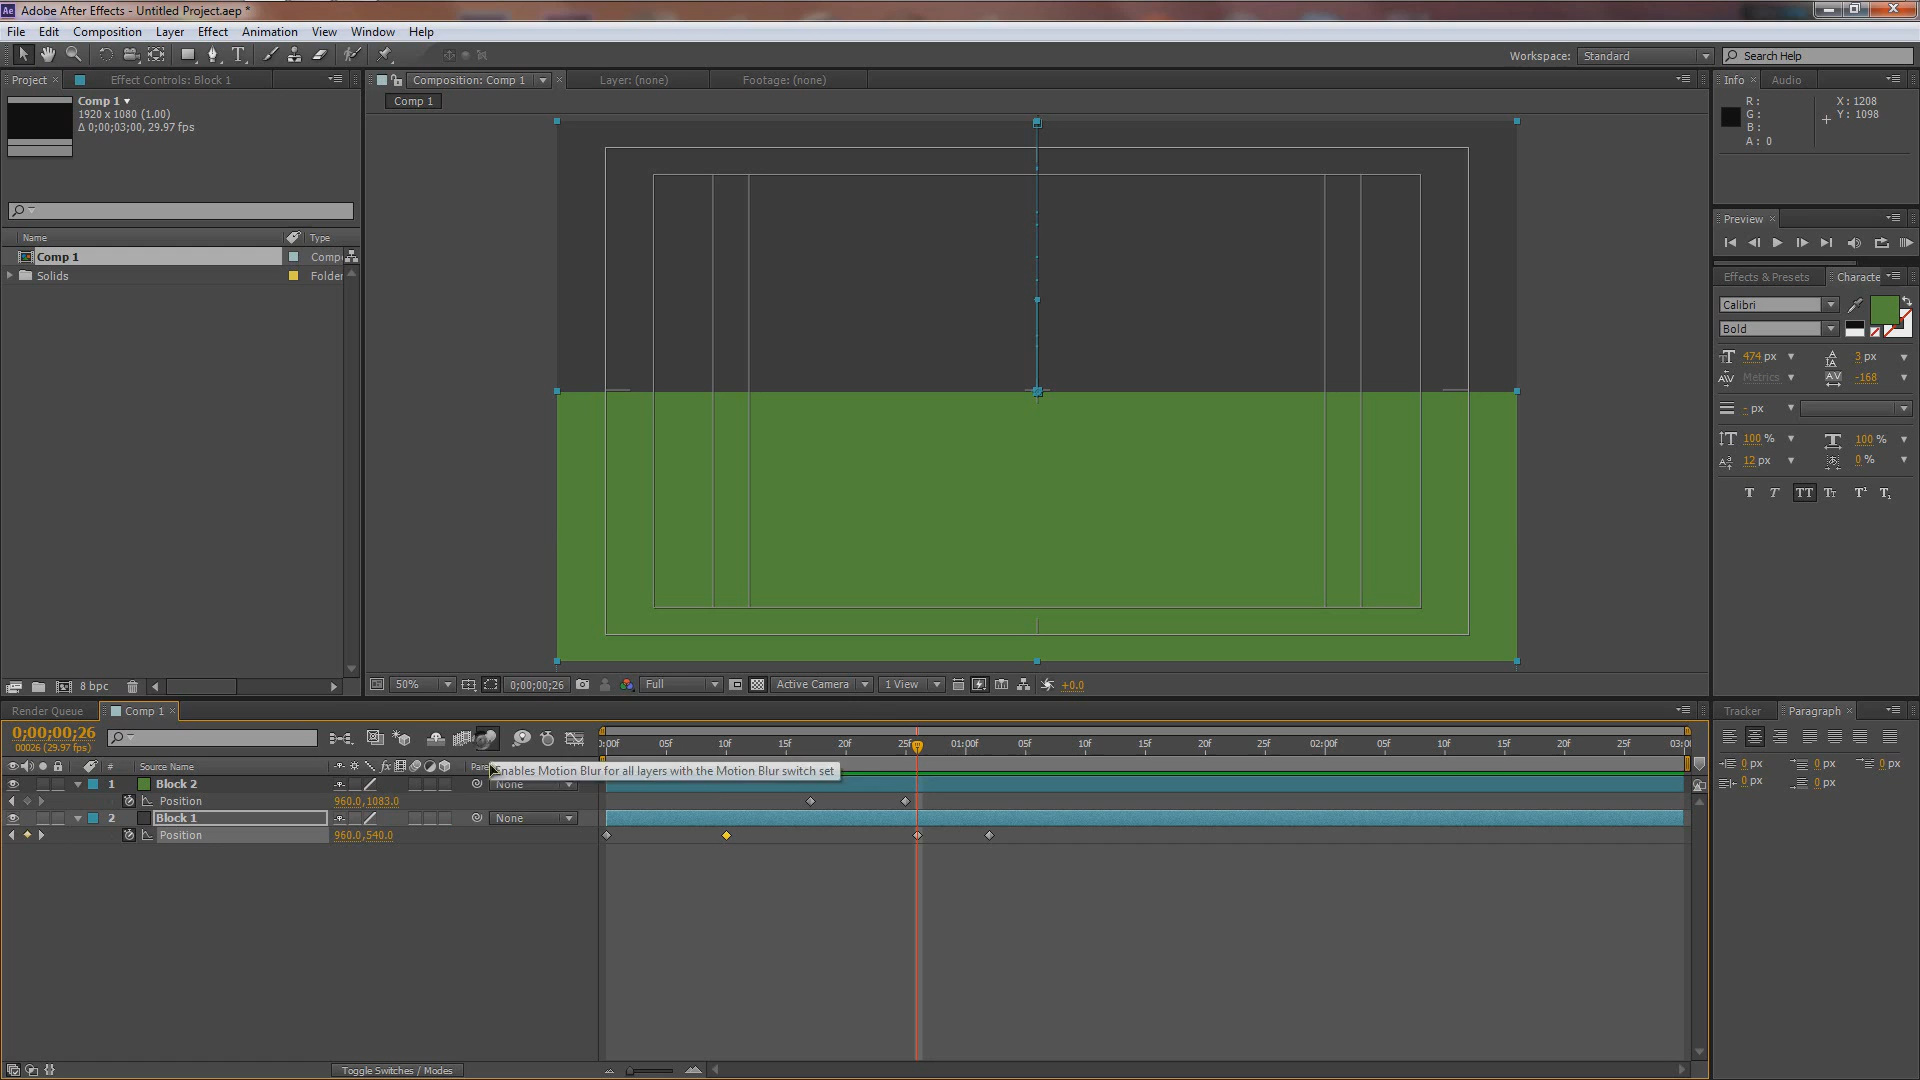 Adobe After Effects - Untitled Project.aep *
File Edit Composition Layer Effect Animation View Window Help
Workspace: Standard Search Help
Project Effect Controls: Block 1
Composition: Comp 1 Layer: (none) Footage: (none)
Info Audio
Comp 1
1920 x 1080 (1.00)
Δ 0;00;03;00, 29.97 fps
Comp 1
R:
G:
B:
A: 0
X: 1208
Y: 1098
Preview
Name Type
Comp 1 Comp
Solids Folder
Effects & Presets Characte
Calibri
Bold
474 px 3 px
Metrics -168
- px
100 % 100 %
12 px 0 %
T T TT Tt T¹ T₁
8 bpc
50% 0;00;00;26 Full Active Camera 1 View +0.0
Render Queue Comp 1
Tracker Paragraph
0;00;00;26
00026 (29.97 fps)
0:00f 05f 10f 15f 20f 25f 01:00f 05f 10f 15f 20f 25f 02:00f 05f 10f 15f 20f 25f 03:0
# Source Name Pare
Enables Motion Blur for all layers with the Motion Blur switch set
1 Block 2 None
Position 960.0,1083.0
2 Block 1 None
Position 960.0,540.0
0 px 0 px 0 px
0 px 0 px
Toggle Switches / Modes